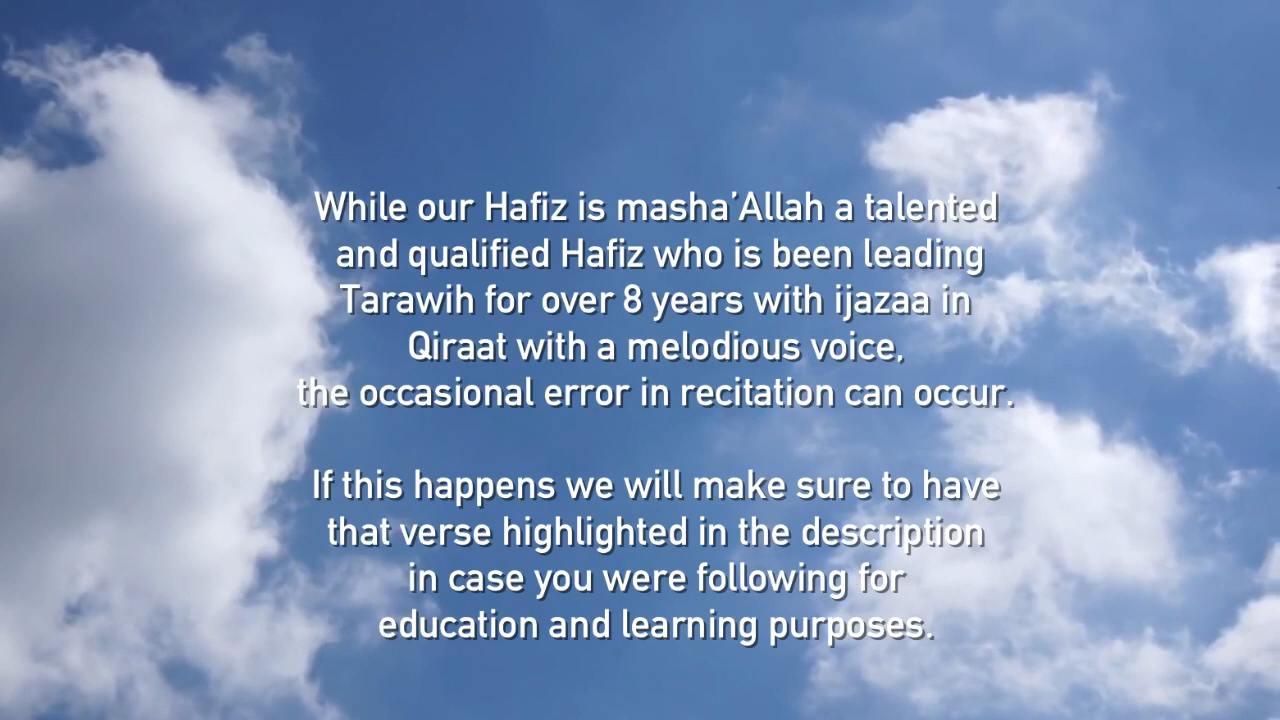 While our Hafiz is masha'Allah a talented
and qualified Hafiz who is been leading
Tarawih for over 8 years with ijazaa in
Qiraat with a melodious voice,
the occasional error in recitation can occur.
If this happens we will make sure to have
that verse highlighted in the description
in case you were following for
education and learning purposes.